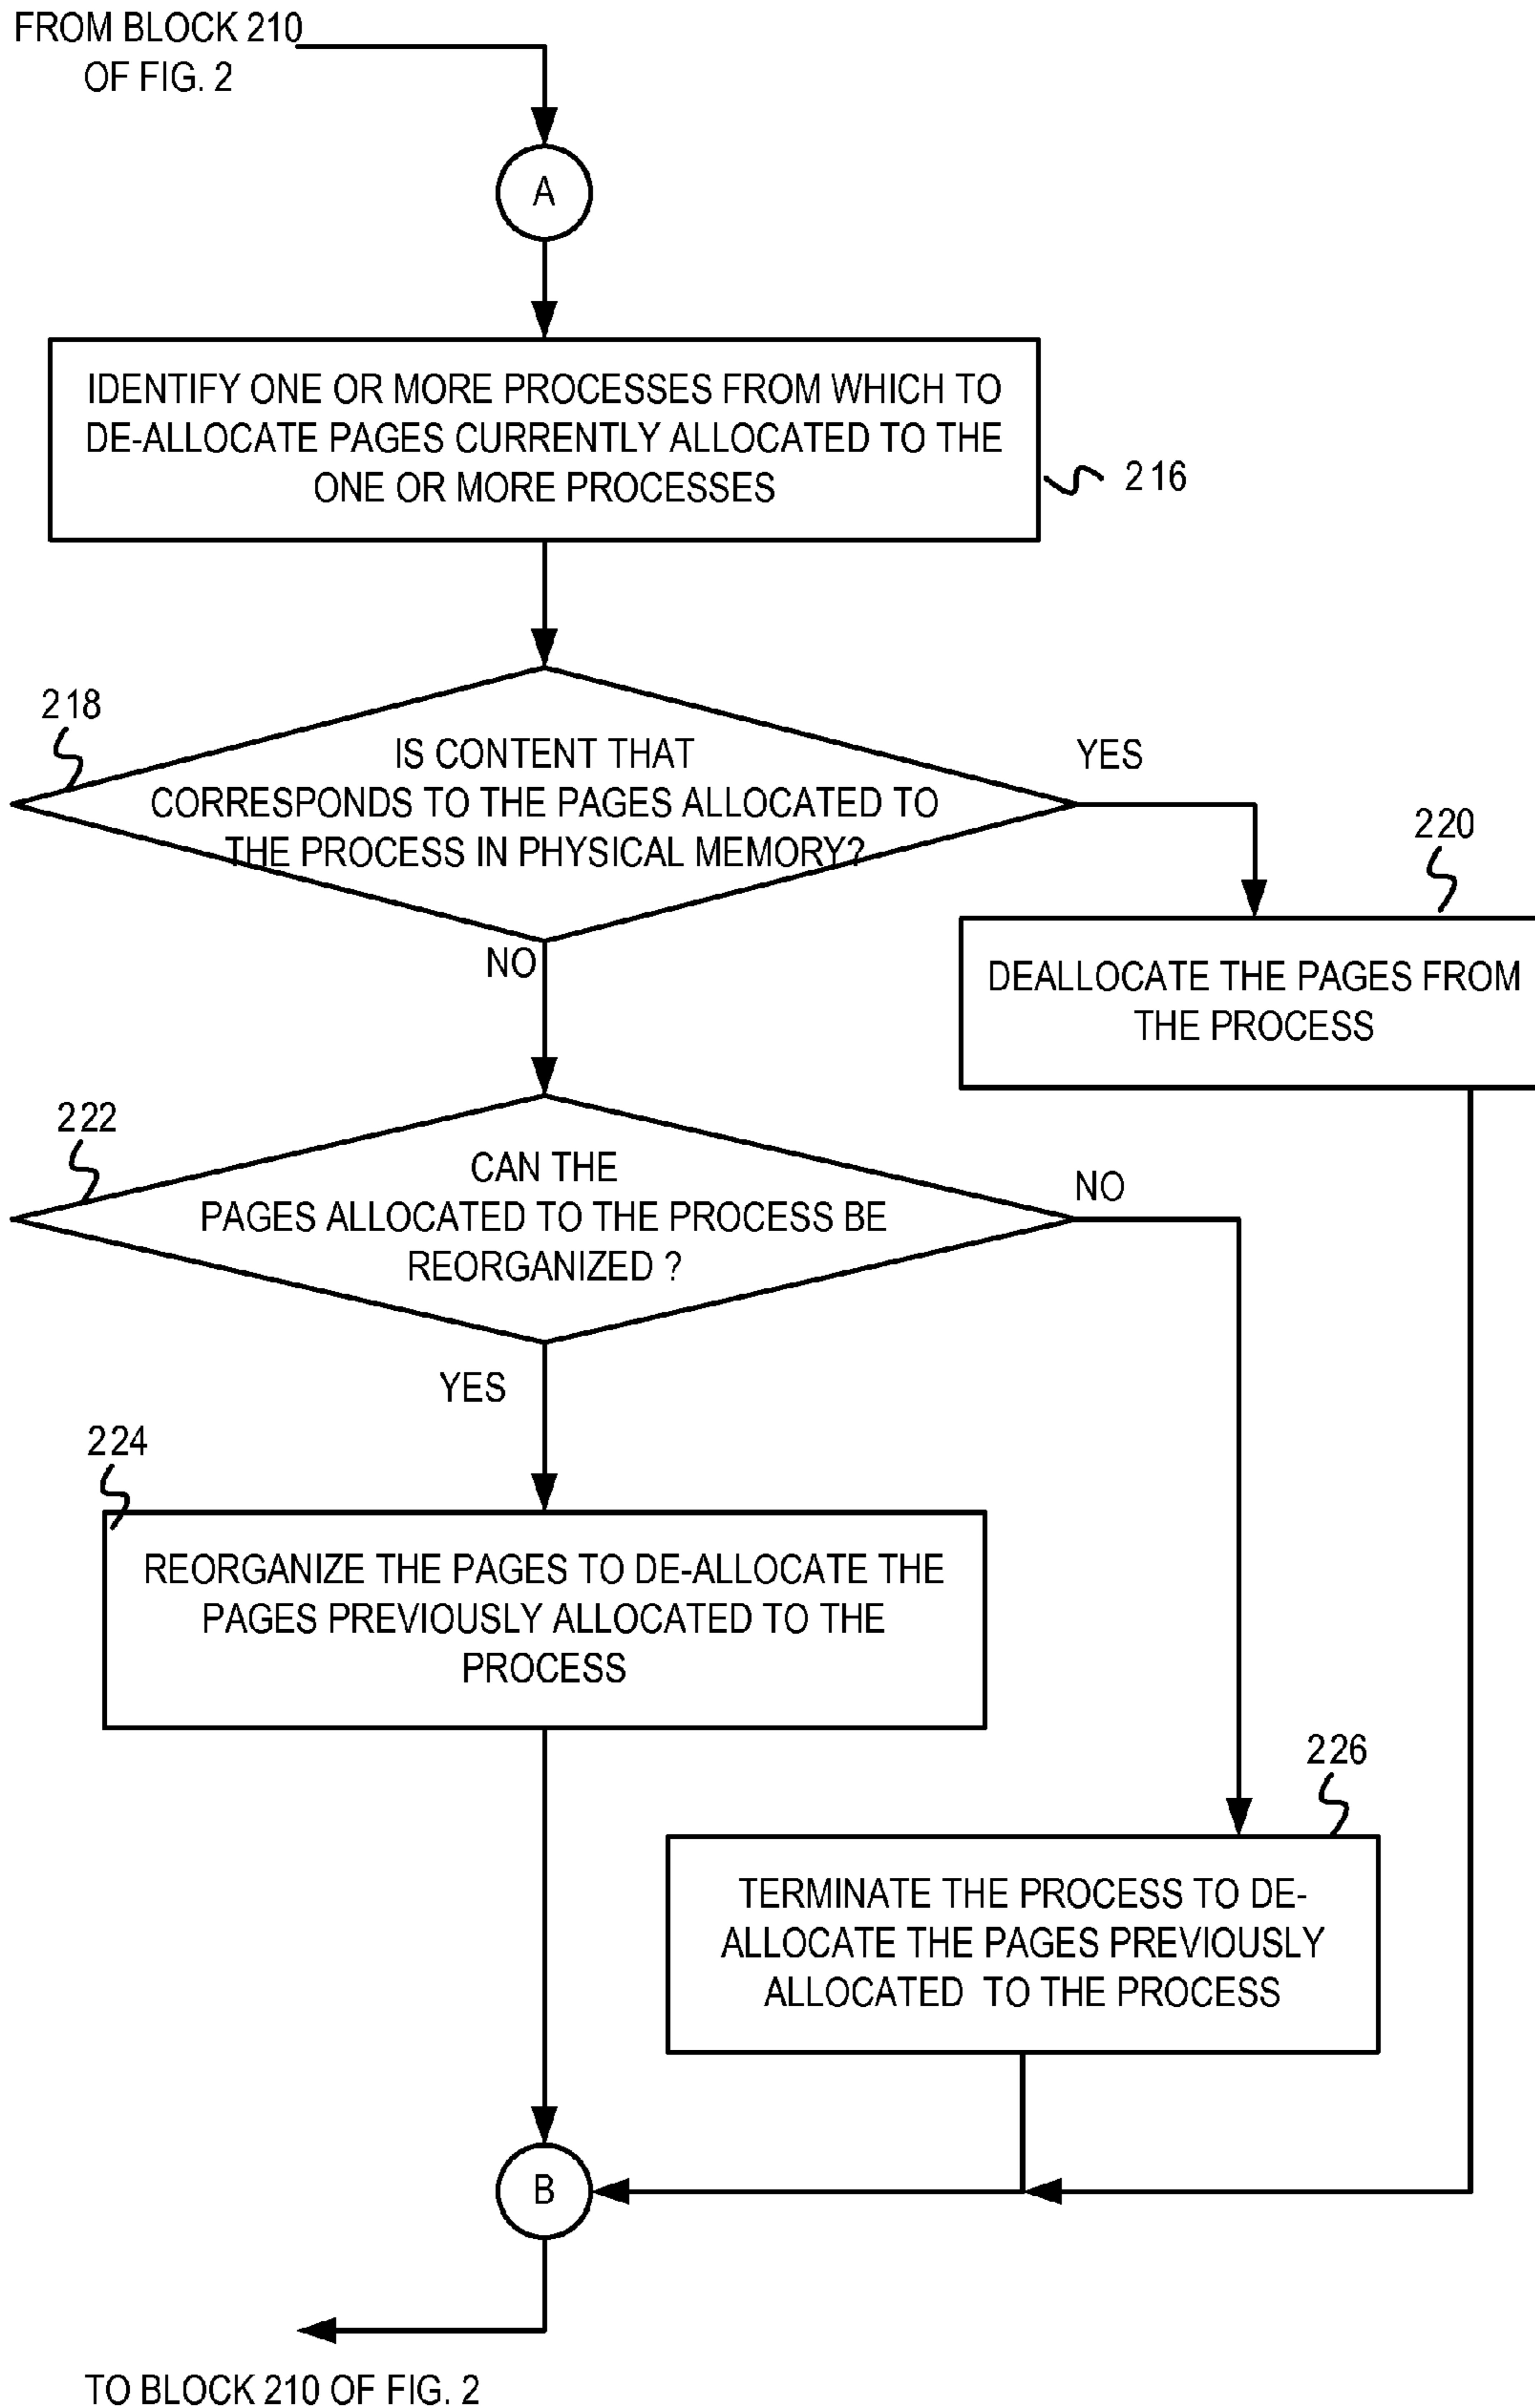 FROM BLOCK 210
OF FIG. 2
A
IDENTIFY ONE OR MORE PROCESSES FROM WHICH TO
DE-ALLOCATE PAGES CURRENTLY ALLOCATED TO THE
ONE OR MORE PROCESSES
216
218
IS CONTENT THAT
CORRESPONDS TO THE PAGES ALLOCATED TO
THE PROCESS IN PHYSICAL MEMORY?
YES
NO
220
DEALLOCATE THE PAGES FROM
THE PROCESS
222
CAN THE
PAGES ALLOCATED TO THE PROCESS BE
REORGANIZED ?
NO
YES
224
REORGANIZE THE PAGES TO DE-ALLOCATE THE
PAGES PREVIOUSLY ALLOCATED TO THE
PROCESS
226
TERMINATE THE PROCESS TO DE-
ALLOCATE THE PAGES PREVIOUSLY
ALLOCATED TO THE PROCESS
B
TO BLOCK 210 OF FIG. 2